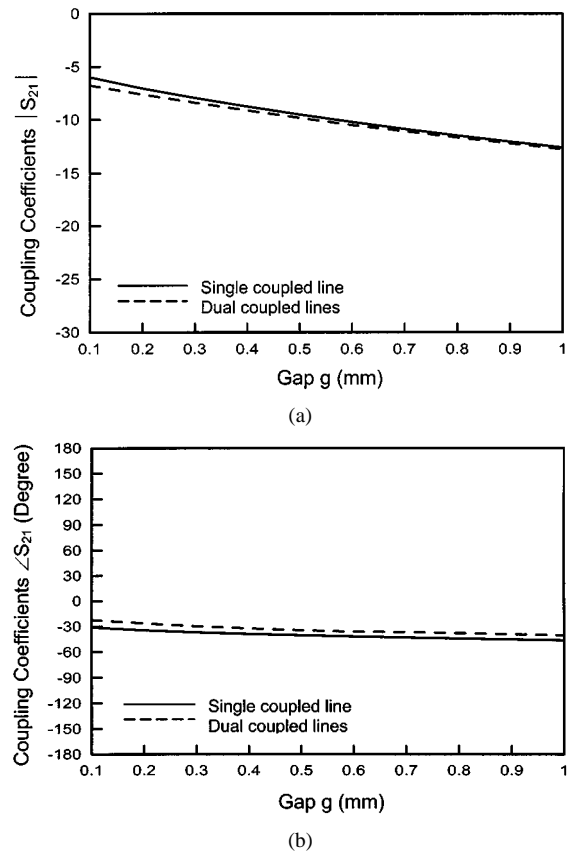 0
-5
-10
-15
-20
-25
-30
Coupling Coefficients |S21|
Single coupled line
Dual coupled lines
0.1 0.2 0.3 0.4 0.5 0.6 0.7 0.8 0.9 1
Gap g (mm)
(a)
180
150
120
90
60
30
0
-30
-60
-90
-120
-150
-180
Coupling Coefficients ∠S21 (Degree)
Single coupled line
Dual coupled lines
0.1 0.2 0.3 0.4 0.5 0.6 0.7 0.8 0.9 1
Gap g (mm)
(b)